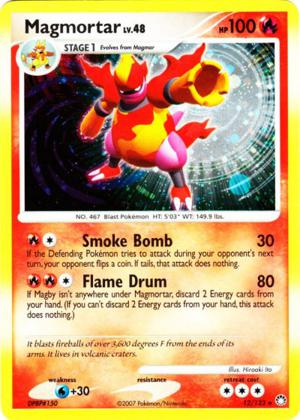 Magmortar LV.48 HP 100
STAGE 1 Evolves from Magmar
NO. 467 Blast Pokémon HT: 5'03" WT: 149.9 lbs.
Smoke Bomb 30
If the Defending Pokémon tries to attack during your opponent's
next turn, your opponent flips a coin. If tails, that attack does nothing.
Flame Drum 80
If Magby isn't anywhere under Magmortar, discard 2 Energy cards from
your hand. (If you can't discard 2 Energy cards from your hand, this attack
does nothing.)
It blasts fireballs of over 3,600 degrees F from the ends of its
arms. It lives in volcanic craters.
Illus. Hiroaki Ito
weakness resistance retreat cost
+30
DPBP#150 ©2007 Pokémon/Nintendo. 12/123